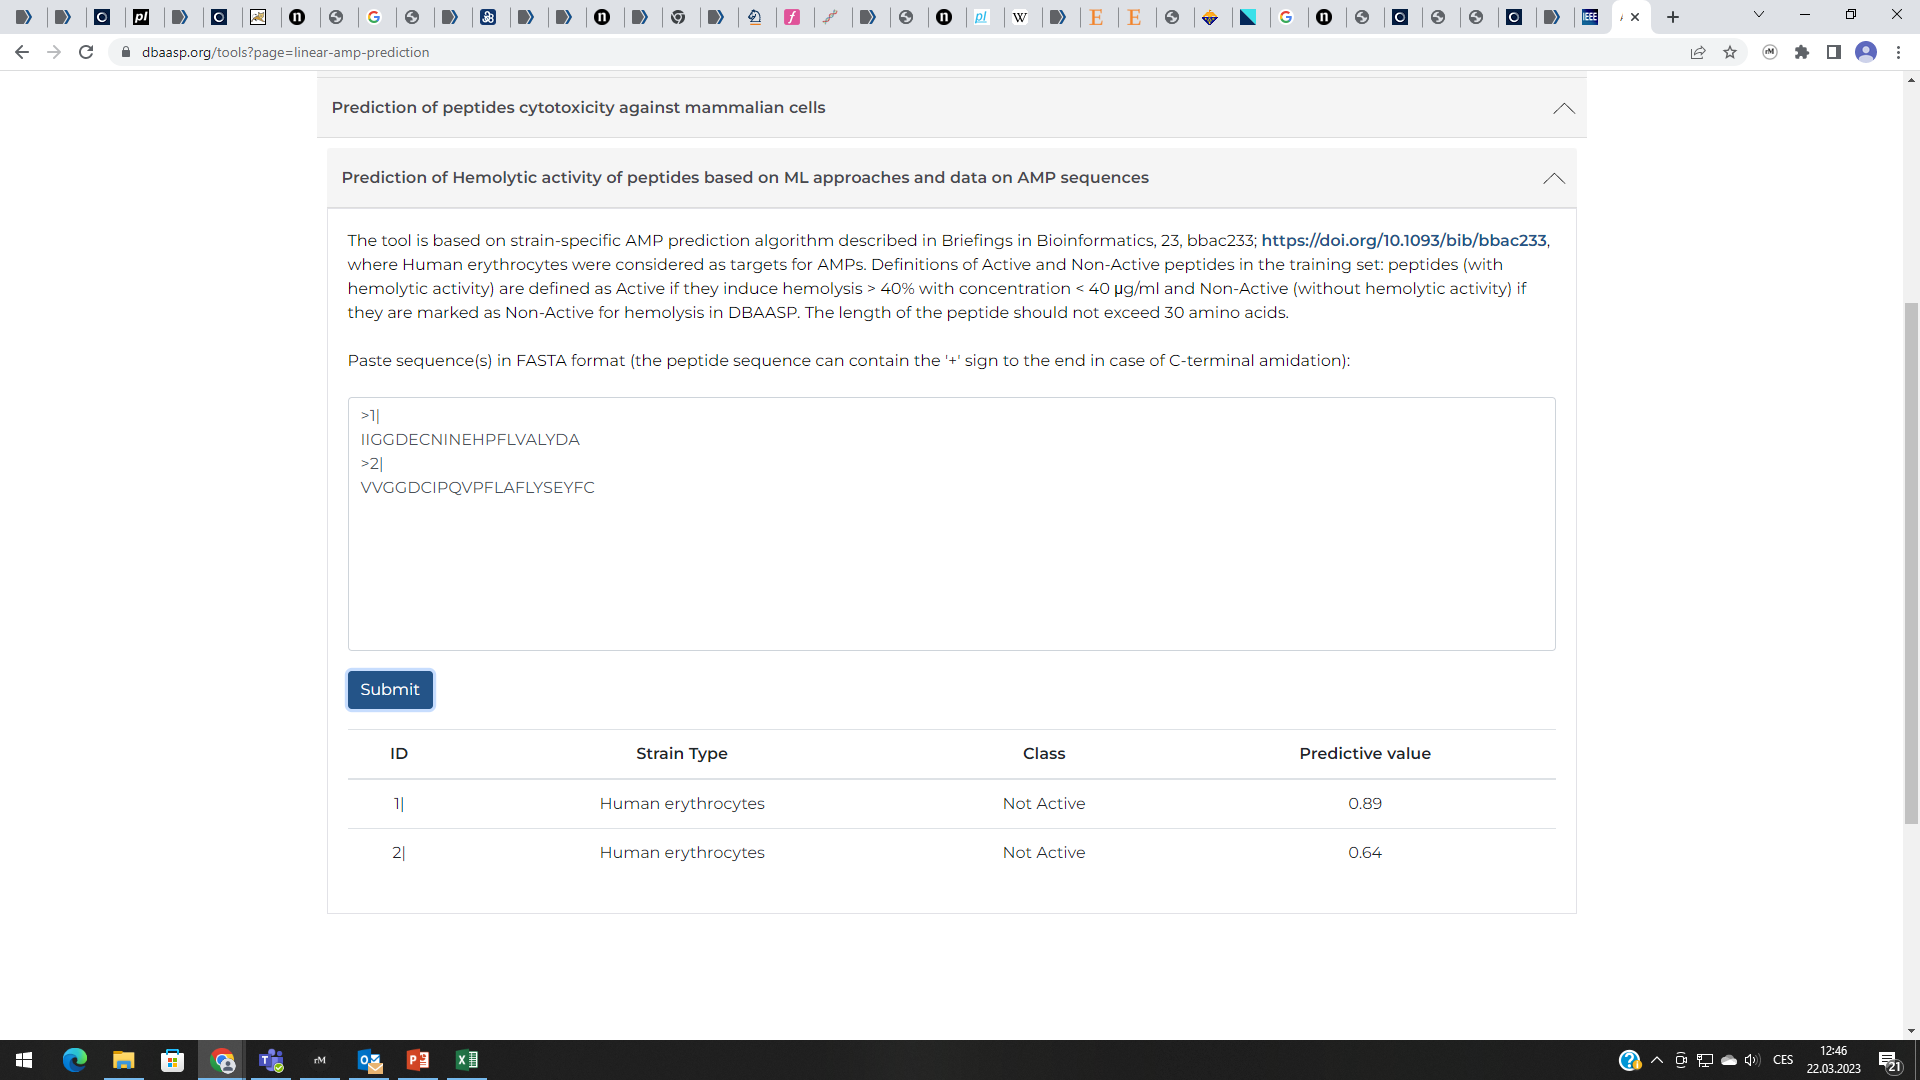 dbaasp.org/tools?page=linear-amp-prediction
Prediction of peptides cytotoxicity against mammalian cells
Prediction of Hemolytic activity of peptides based on ML approaches and data on AMP sequences
The tool is based on strain-specific AMP prediction algorithm described in Briefings in Bioinformatics, 23, bbac233; https://doi.org/10.1093/bib/bbac233,
where Human erythrocytes were considered as targets for AMPs. Definitions of Active and Non-Active peptides in the training set: peptides (with
hemolytic activity) are defined as Active if they induce hemolysis > 40% with concentration < 40 μg/ml and Non-Active (without hemolytic activity) if
they are marked as Non-Active for hemolysis in DBAASP. The length of the peptide should not exceed 30 amino acids.
Paste sequence(s) in FASTA format (the peptide sequence can contain the '+' sign to the end in case of C-terminal amidation):
>1|
IIGGDECNINEHPFLVALYDA
>2|
VVGGDCIPQVPFLAFLYSEYFC
Submit
ID Strain Type Class Predictive value
1| Human erythrocytes Not Active 0.89
2| Human erythrocytes Not Active 0.64
CES
12:46
22.03.2023
21